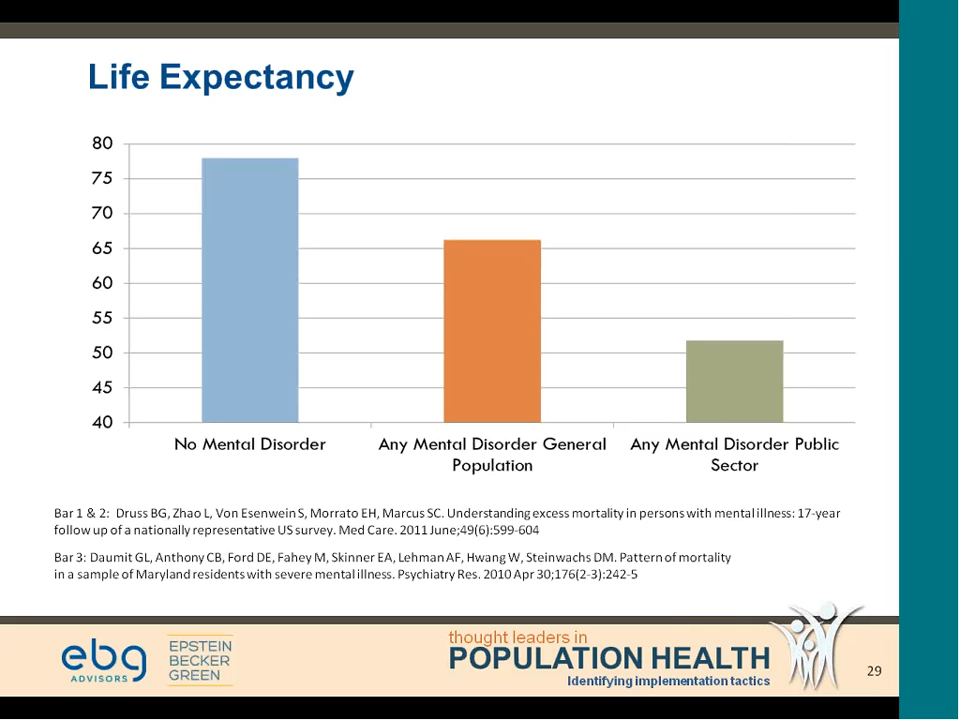 Life Expectancy
80
75
70
65
60
55
50
45
40
No Mental Disorder
Any Mental Disorder General
Population
Any Mental Disorder Public
Sector
Bar 1 & 2: Druss BG, Zhao L, Von Esenwein S, Morrato EH, Marcus SC. Understanding excess mortality in persons with mental illness: 17-year
follow up of a nationally representative US survey. Med Care. 2011 June;49(6):599-604
Bar 3: Daumit GL, Anthony CB, Ford DE, Fahey M, Skinner EA, Lehman AF, Hwang W, Steinwachs DM. Pattern of mortality
in a sample of Maryland residents with severe mental illness. Psychiatry Res. 2010 Apr 30;176(2-3):242-5
ebg
ADVISORS
EPSTEIN
BECKER
GREEN
thought leaders in
POPULATION HEALTH
Identifying implementation tactics
29